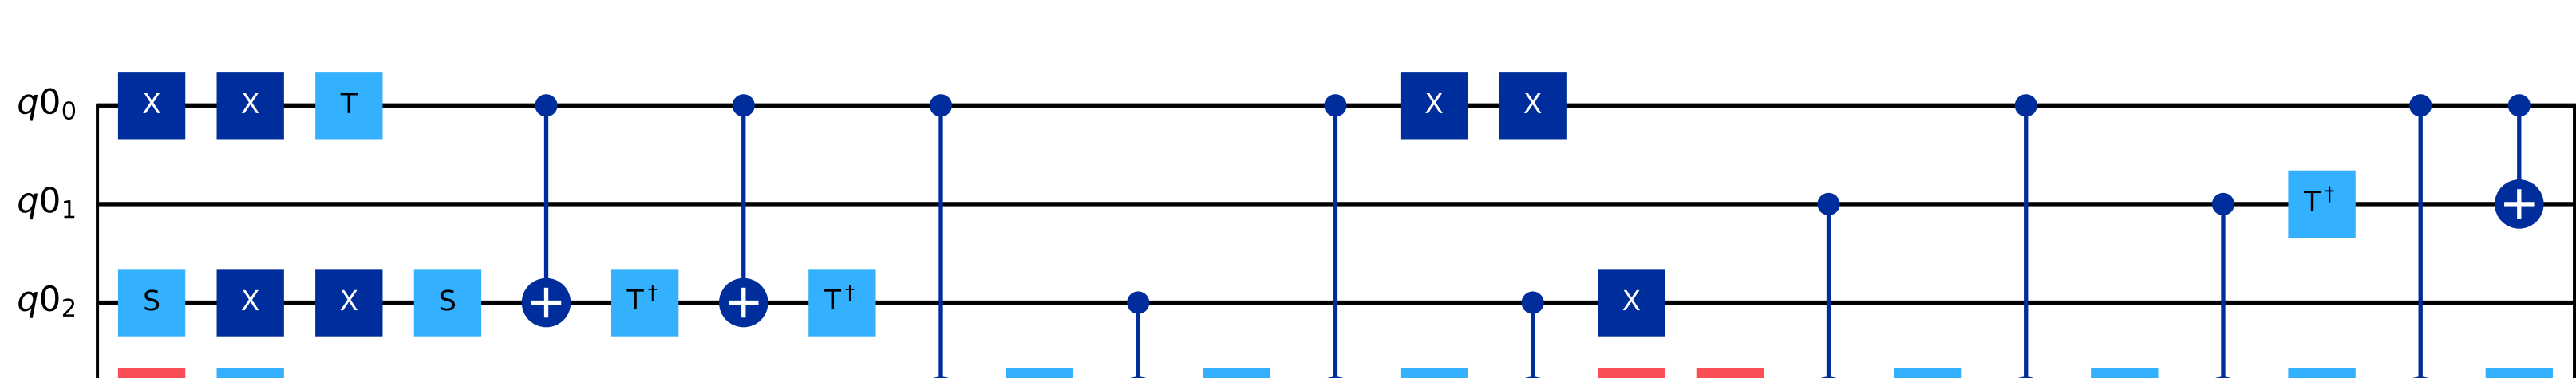 q0₀ X X T X X
q0₁ T†
q0₂ S X X S T† T† X